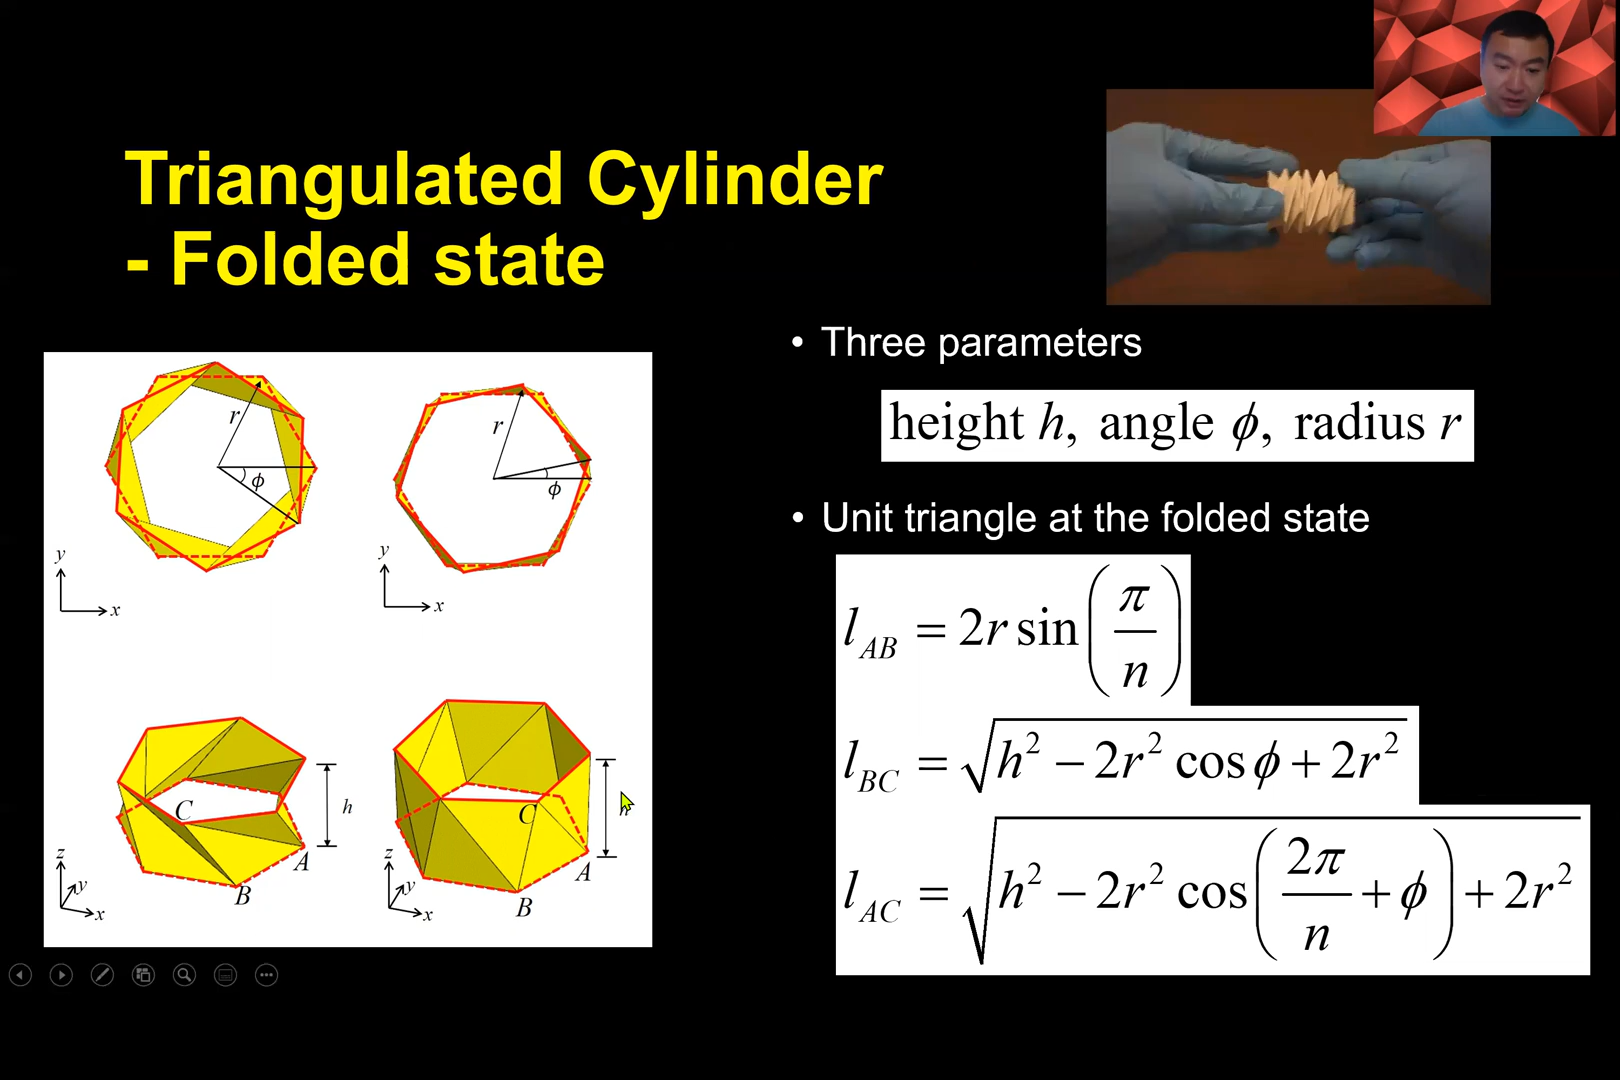 Triangulated Cylinder
- Folded state
• Three parameters
height h, angle ϕ, radius r
• Unit triangle at the folded state
l_AB = 2r sin(π/n)
l_BC = √(h² − 2r² cos ϕ + 2r²)
l_AC = √(h² − 2r² cos(2π/n + ϕ) + 2r²)
r
ϕ
y
x
r
ϕ
y
x
C
h
A
B
z
y
x
C
h
A
B
z
y
x